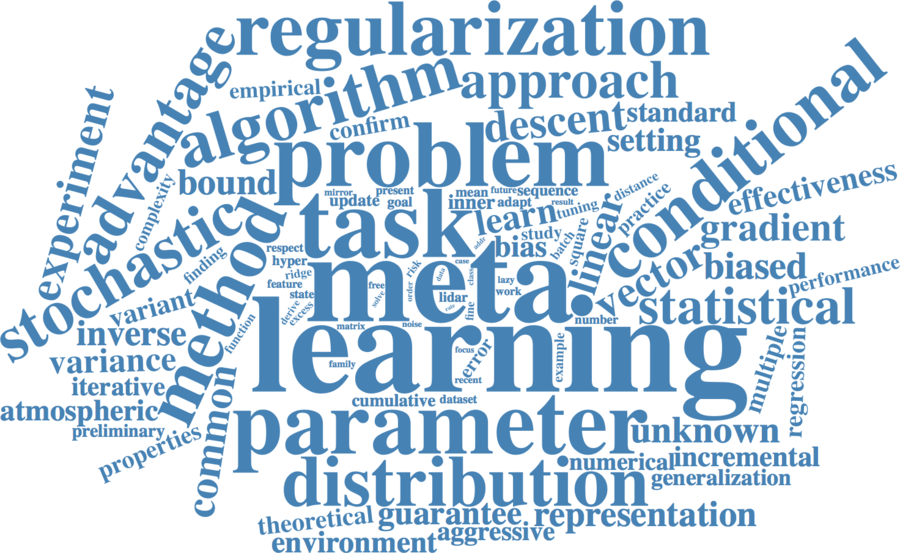 regularization
advantage
empirical
algorithm
approach
confirm
descent
standard
setting
experiment
problem
conditional
complexity
bound
mirror
present
mean
future
sequence
distance
update
goal
inner
adapt
result
effectiveness
stochastic
method
task
learn
tuning
practice
linear
gradient
finding
respect
bias
study
batch
square
vector
biased
hyper
ridge
meta
case
performance
feature
free
risk
data
class
lazy
variant
state
solve
order
lidar
work
statistical
derive
excess
fine
number
inverse
function
matrix
noise
learning
variance
family
focus
error
example
multiple
regression
iterative
recent
common
cumulative
dataset
atmospheric
parameter
unknown
preliminary
properties
distribution
numerical
incremental
generalization
theoretical
guarantee
representation
aggressive
environment